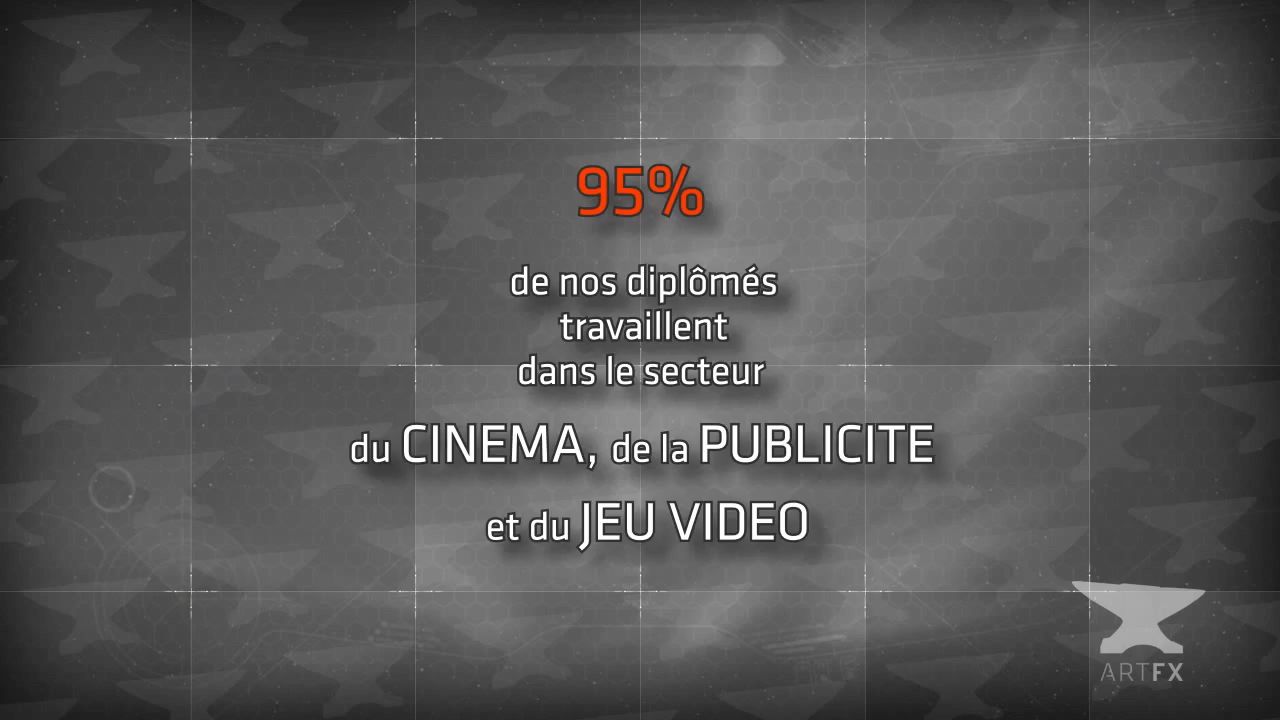 95%
de nos diplômés
travaillent
dans le secteur
du CINEMA, de la PUBLICITE
et du JEU VIDEO
ARTFX